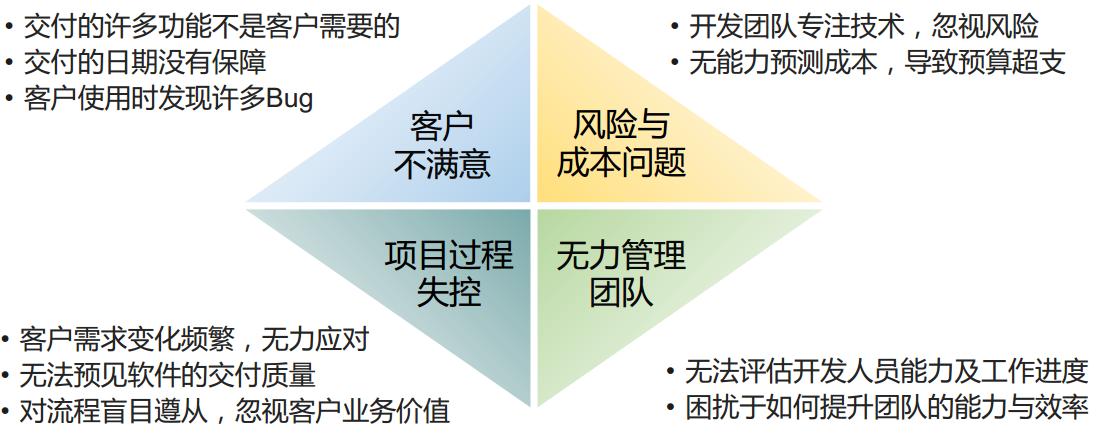 • 交付的许多功能不是客户需要的
• 交付的日期没有保障
• 客户使用时发现许多Bug
• 开发团队专注技术，忽视风险
• 无能力预测成本，导致预算超支
客户
不满意
风险与
成本问题
项目过程
失控
无力管理
团队
• 客户需求变化频繁，无力应对
• 无法预见软件的交付质量
• 对流程盲目遵从，忽视客户业务价值
• 无法评估开发人员能力及工作进度
• 困扰于如何提升团队的能力与效率